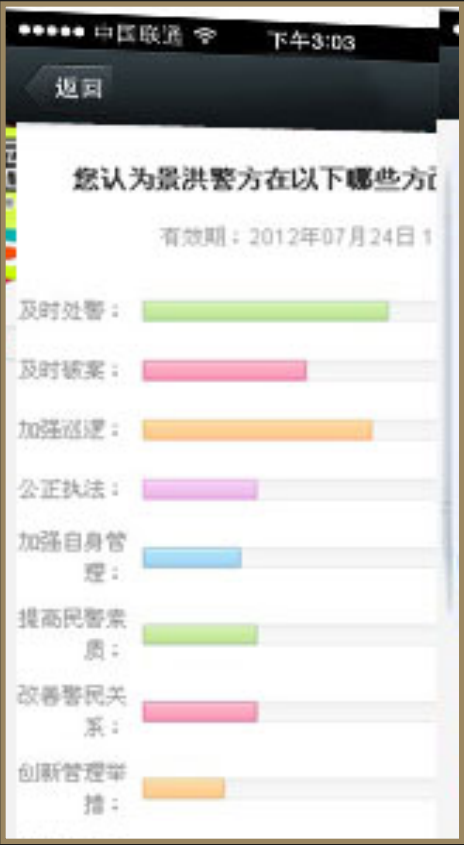 中国联通
下午3:03
返回
您认为景洪警方在以下哪些方面
有效期：2012年07月24日 1
及时处警：
及时破案：
加强巡逻：
公正执法：
加强自身管
理：
提高民警素
质：
改善警民关
系：
创新管理举
措：